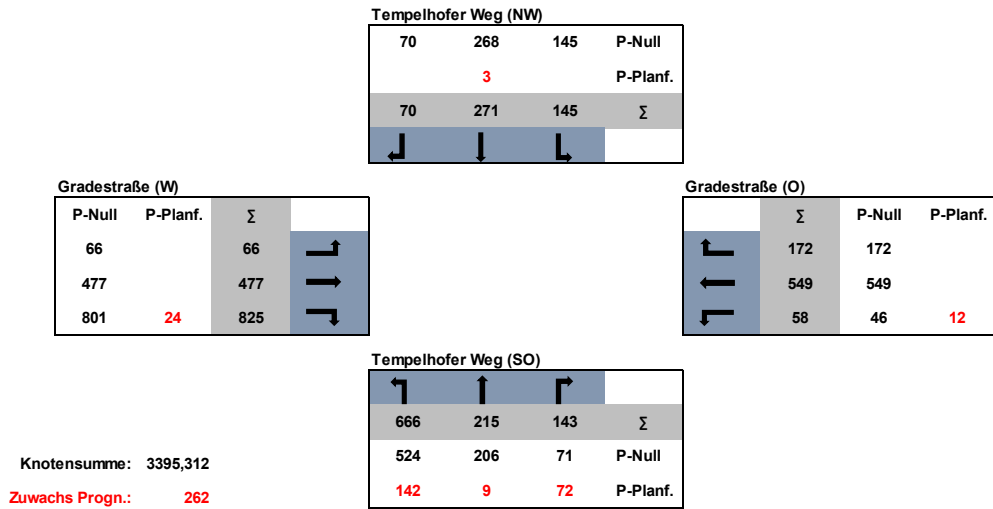 Tempelhofer Weg (NW)
70 268 145 P-Null
3 P-Planf.
70 271 145 Σ
Gradestraße (W)
P-Null P-Planf. Σ
66 66
477 477
801 24 825
Gradestraße (O)
Σ P-Null P-Planf.
172 172
549 549
58 46 12
Tempelhofer Weg (SO)
666 215 143 Σ
524 206 71 P-Null
142 9 72 P-Planf.
Knotensumme: 3395,312
Zuwachs Progn.: 262